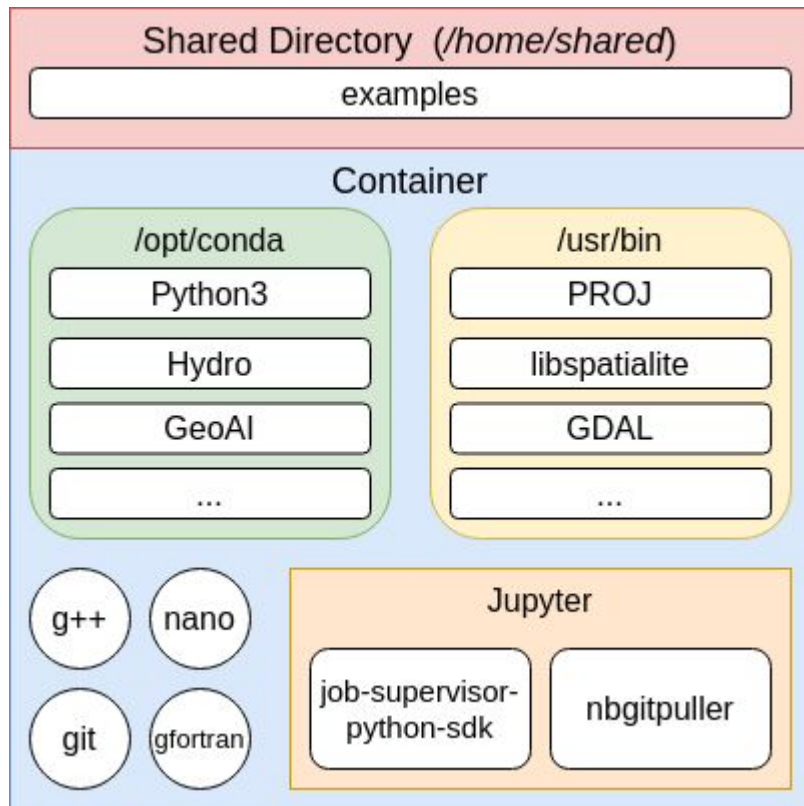 Shared Directory (/home/shared)
examples
Container
/opt/conda
Python3
Hydro
GeoAI
...
/usr/bin
PROJ
libspatialite
GDAL
...
g++
nano
git
gfortran
Jupyter
job-supervisor-
python-sdk
nbgitpuller